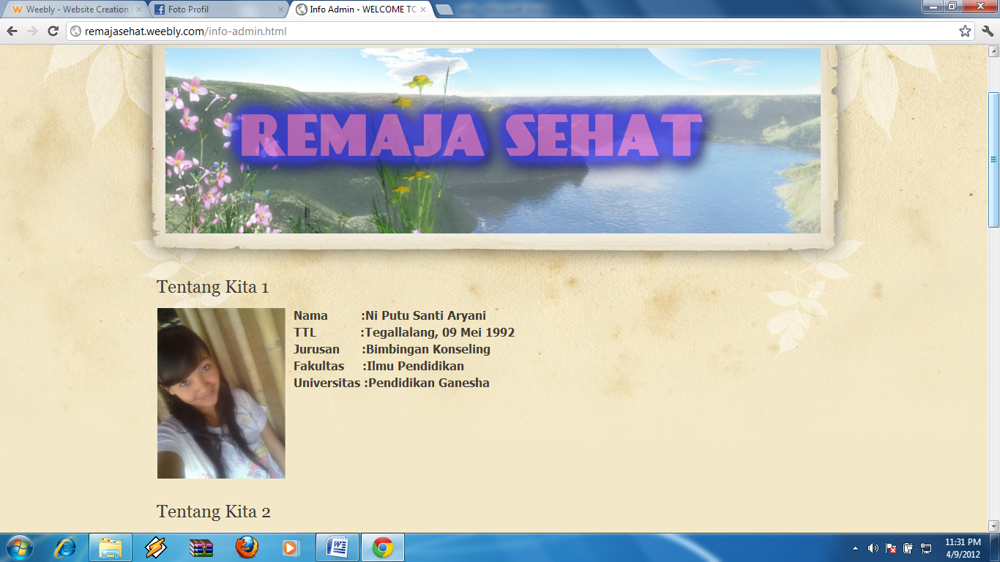 Weebly - Website Creation
Foto Profil
Info Admin - WELCOME TO
remajasehat.weebly.com/info-admin.html
REMAJA SEHAT
Tentang Kita 1
Nama :Ni Putu Santi Aryani
TTL :Tegallalang, 09 Mei 1992
Jurusan :Bimbingan Konseling
Fakultas :Ilmu Pendidikan
Universitas :Pendidikan Ganesha
Tentang Kita 2
11:31 PM
4/9/2012